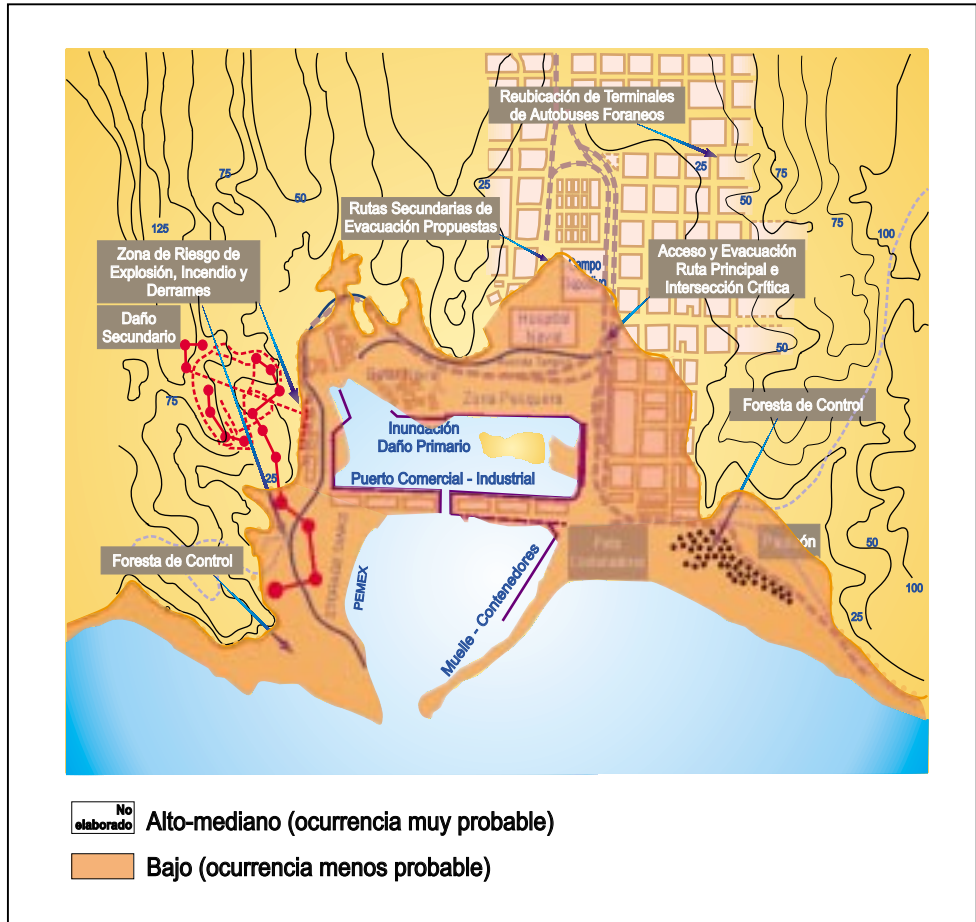 Reubicación de Terminales
de Autobuses Foraneos
25
75
75
25
50
50
75
125
100
Rutas Secundarias de
Evacuación Propuestas
Zona de Riesgo de
Explosión, Incendio y
Derrames
Acceso y Evacuación
Ruta Principal e
Intersección Crítica
Daño
Secundario
Hospital
50
75
Foresta de Control
Zona Pesquera
Inundación
Daño Primario
25
Puerto Comercial - Industrial
Foresta de Control
50
PEMEX
Muelle - Contenedores
100
25
No
elaborado
Alto-mediano (ocurrencia muy probable)
Bajo (ocurrencia menos probable)